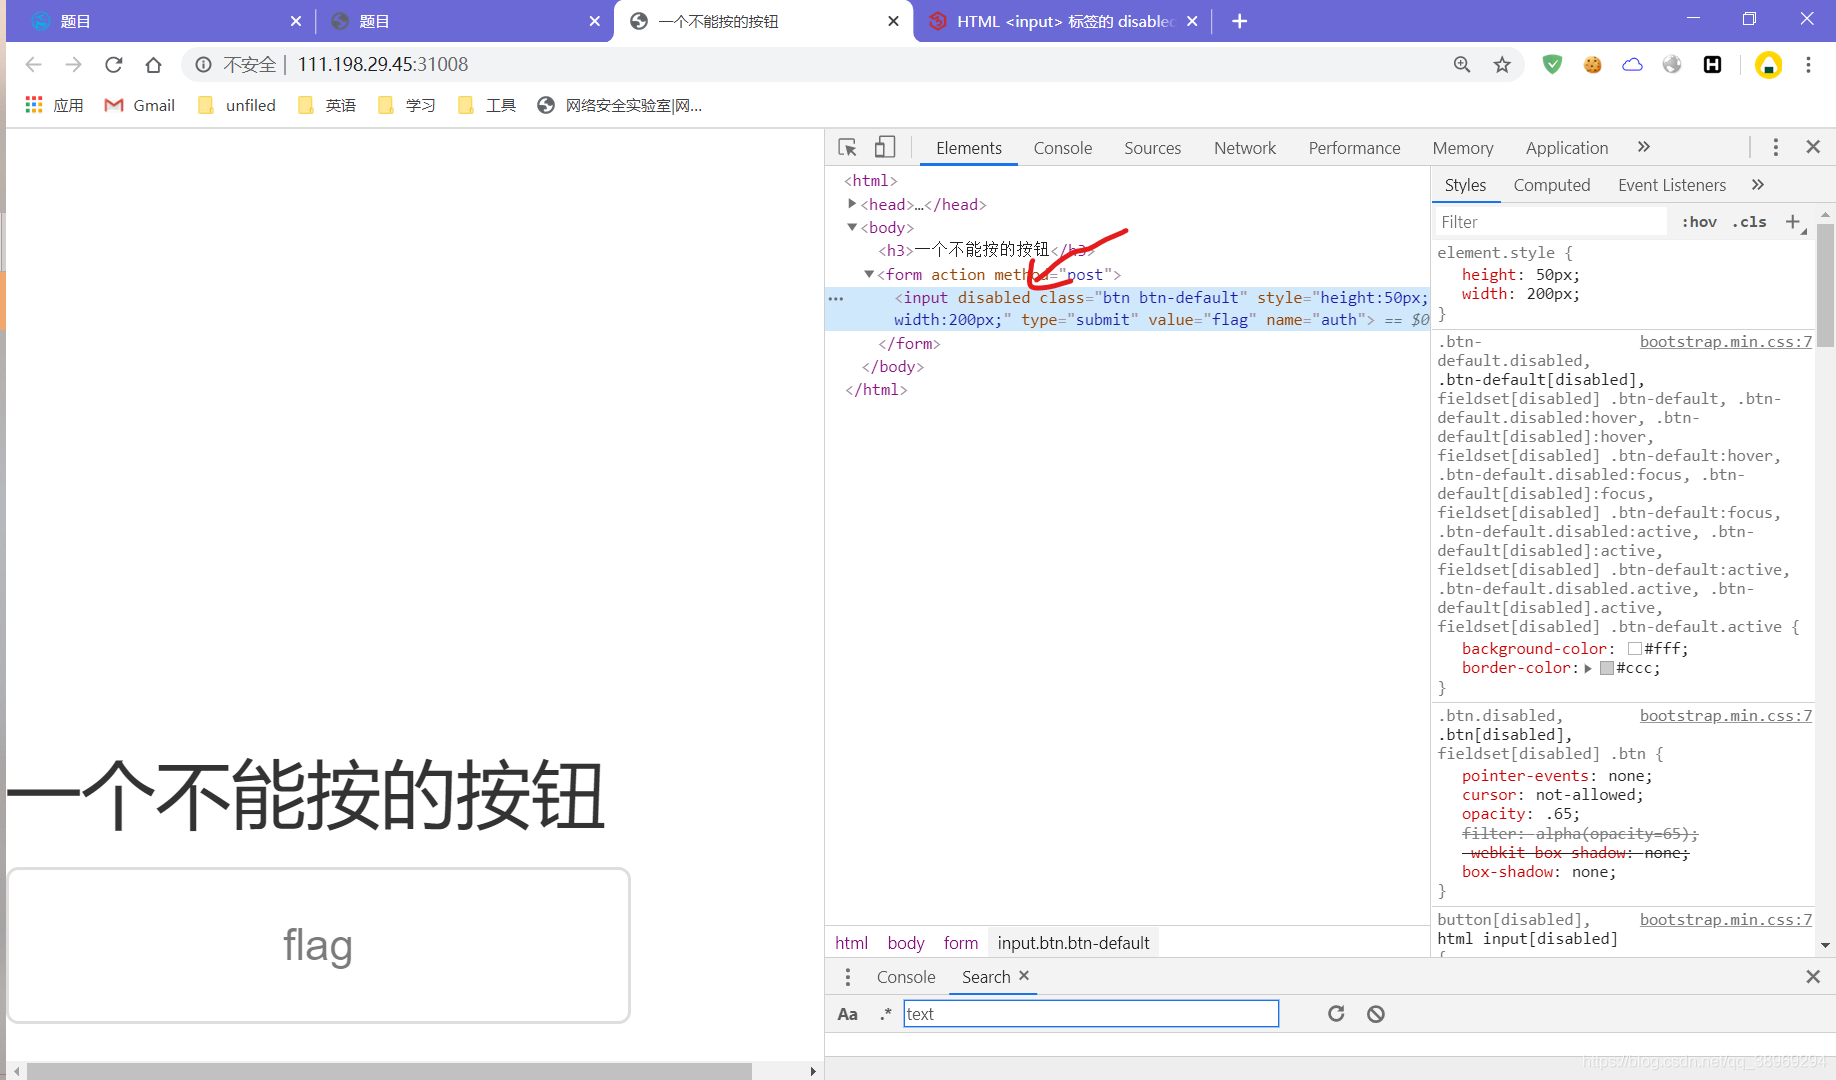 题目
题目
一个不能按的按钮
HTML <input> 标签的 disabled
不安全 | 111.198.29.45:31008
应用
Gmail
unfiled
英语
学习
工具
网络安全实验室|网...
Elements
Console
Sources
Network
Performance
Memory
Application
<html>
<head>…</head>
<body>
<h3>一个不能按的按钮</h3>
<form action method="post">
<input disabled class="btn btn-default" style="height:50px;
width:200px;" type="submit" value="flag" name="auth"> == $0
</form>
</body>
</html>
Styles
Computed
Event Listeners
Filter
:hov .cls
element.style {
height: 50px;
width: 200px;
}
.btn- bootstrap.min.css:7
default.disabled,
.btn-default[disabled],
fieldset[disabled] .btn-default, .btn-
default.disabled:hover, .btn-
default[disabled]:hover,
fieldset[disabled] .btn-default:hover,
.btn-default.disabled:focus, .btn-
default[disabled]:focus,
fieldset[disabled] .btn-default:focus,
.btn-default.disabled:active, .btn-
default[disabled]:active,
fieldset[disabled] .btn-default:active,
.btn-default.disabled.active, .btn-
default[disabled].active,
fieldset[disabled] .btn-default.active {
background-color: #fff;
border-color: #ccc;
}
.btn.disabled, bootstrap.min.css:7
.btn[disabled],
fieldset[disabled] .btn {
pointer-events: none;
cursor: not-allowed;
opacity: .65;
filter: alpha(opacity=65);
-webkit-box-shadow: none;
box-shadow: none;
}
button[disabled], bootstrap.min.css:7
html input[disabled]
{
一个不能按的按钮
flag
html body form input.btn.btn-default
Console
Search
Aa .* text
https://blog.csdn.net/qq_38969294